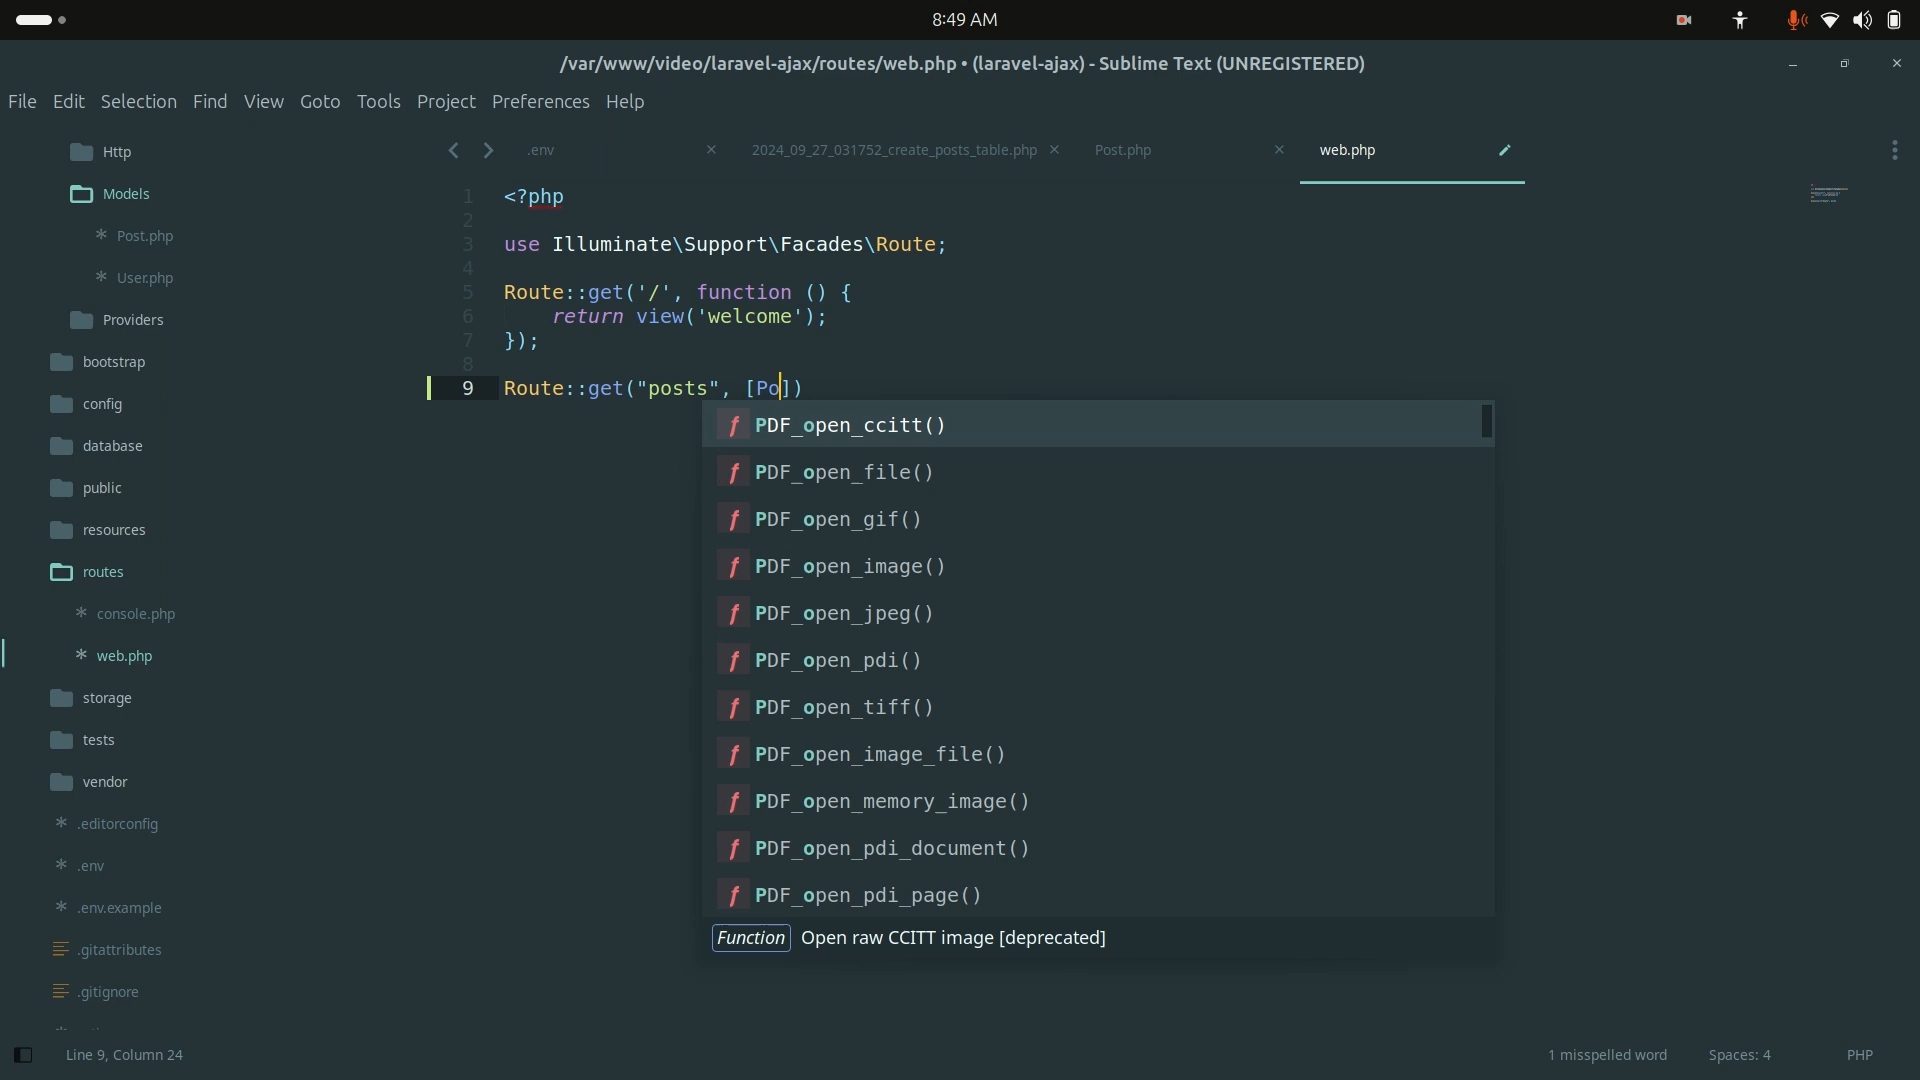 8:49 AM
/var/www/video/laravel-ajax/routes/web.php • (laravel-ajax) - Sublime Text (UNREGISTERED)
File Edit Selection Find View Goto Tools Project Preferences Help
Http
Models
Post.php
User.php
Providers
bootstrap
config
database
public
resources
routes
console.php
web.php
storage
tests
vendor
.editorconfig
.env
.env.example
.gitattributes
.gitignore
.env 2024_09_27_031752_create_posts_table.php Post.php web.php
1 <?php
2
3 use Illuminate\Support\Facades\Route;
4
5 Route::get('/', function () {
6 return view('welcome');
7 });
8
9 Route::get("posts", [Po])
PDF_open_ccitt()
PDF_open_file()
PDF_open_gif()
PDF_open_image()
PDF_open_jpeg()
PDF_open_pdi()
PDF_open_tiff()
PDF_open_image_file()
PDF_open_memory_image()
PDF_open_pdi_document()
PDF_open_pdi_page()
Function Open raw CCITT image [deprecated]
Line 9, Column 24 1 misspelled word Spaces: 4 PHP